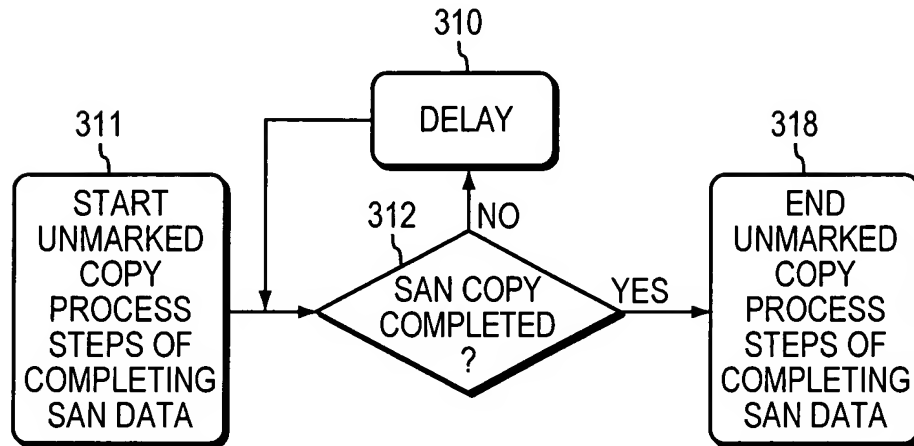 310
DELAY
311
START
UNMARKED
COPY
PROCESS
STEPS OF
COMPLETING
SAN DATA
312
NO
SAN COPY
COMPLETED
?
YES
318
END
UNMARKED
COPY
PROCESS
STEPS OF
COMPLETING
SAN DATA